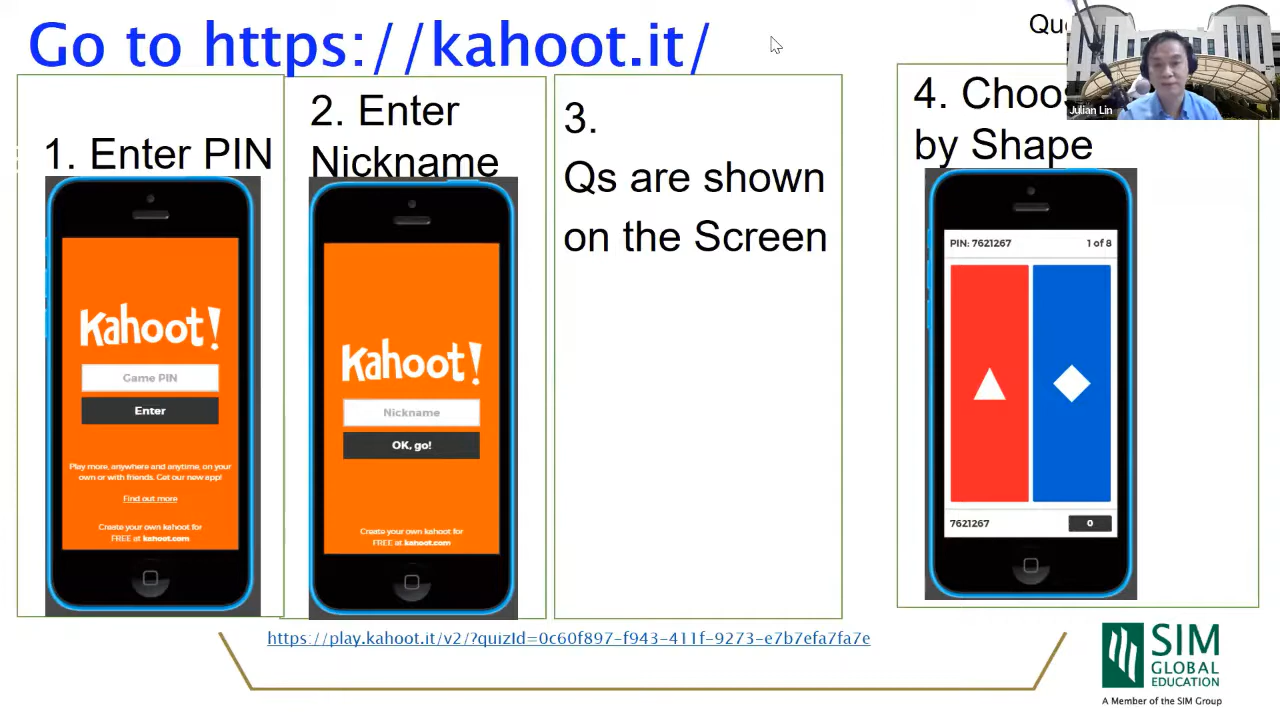 Go to https://kahoot.it/
Julian Lin
1. Enter PIN
kahoot!
Game PIN
Enter
Play more, anywhere and anytime, on your
own or with friends. Get our new app!
Find out more
Create your own kahoot for
FREE at kahoot.com
2. Enter
Nickname
kahoot!
Nickname
OK, go!
Create your own kahoot for
FREE at kahoot.com
3.
Qs are shown
on the Screen
4.
by Shape
PIN: 7621267
1 of 8
7621267
0
https://play.kahoot.it/v2/?quizId=0c60f897-f943-411f-9273-e7b7efa7fa7e
SIM
GLOBAL
EDUCATION
A Member of the SIM Group